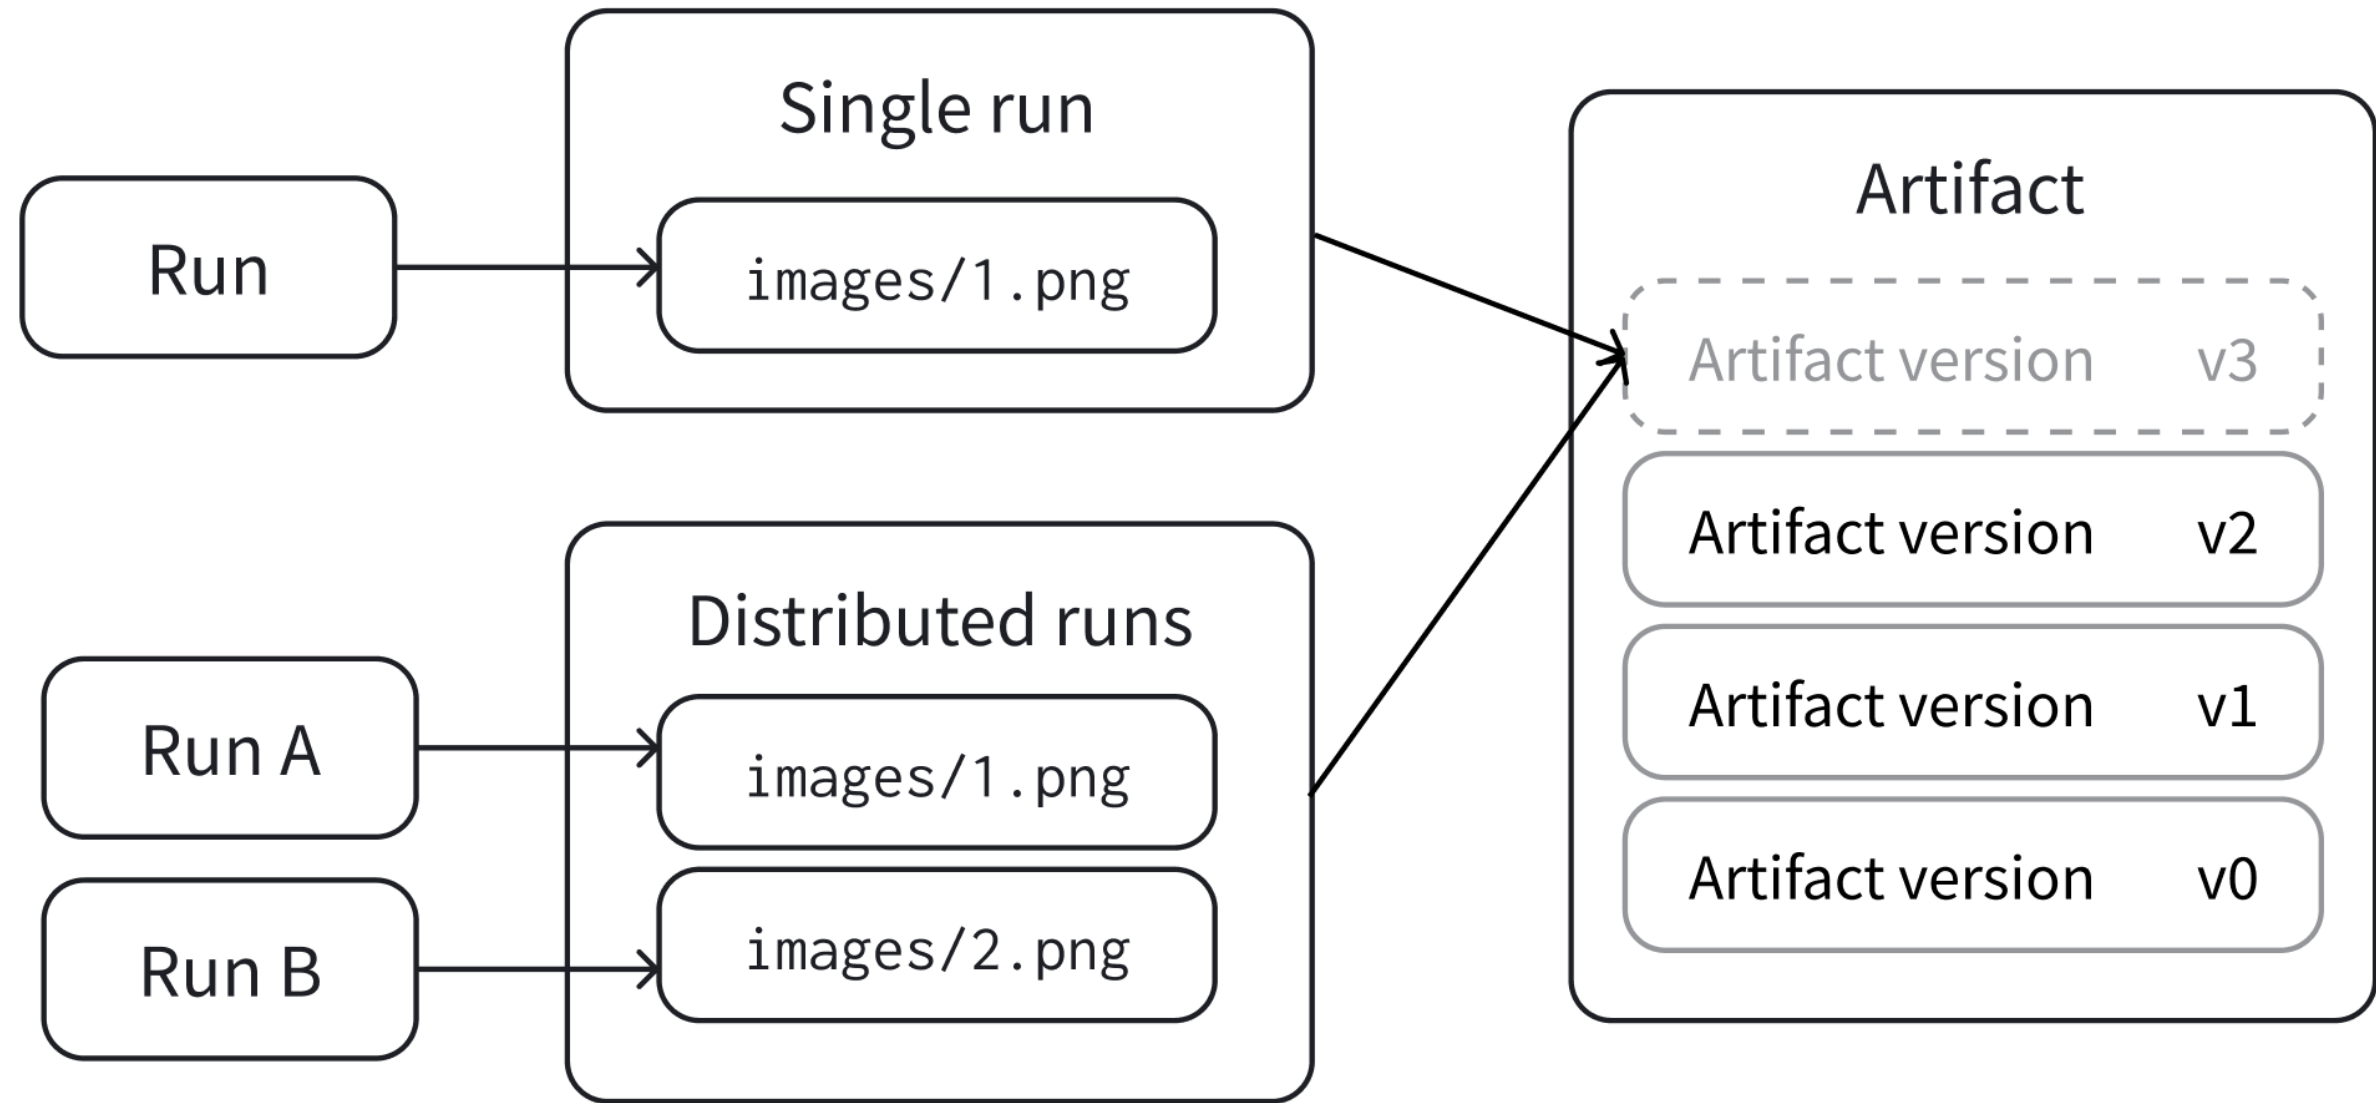 Single run
Run
images/1.png
Distributed runs
Run A
images/1.png
Run B
images/2.png
Artifact
Artifact version v3
Artifact version v2
Artifact version v1
Artifact version v0